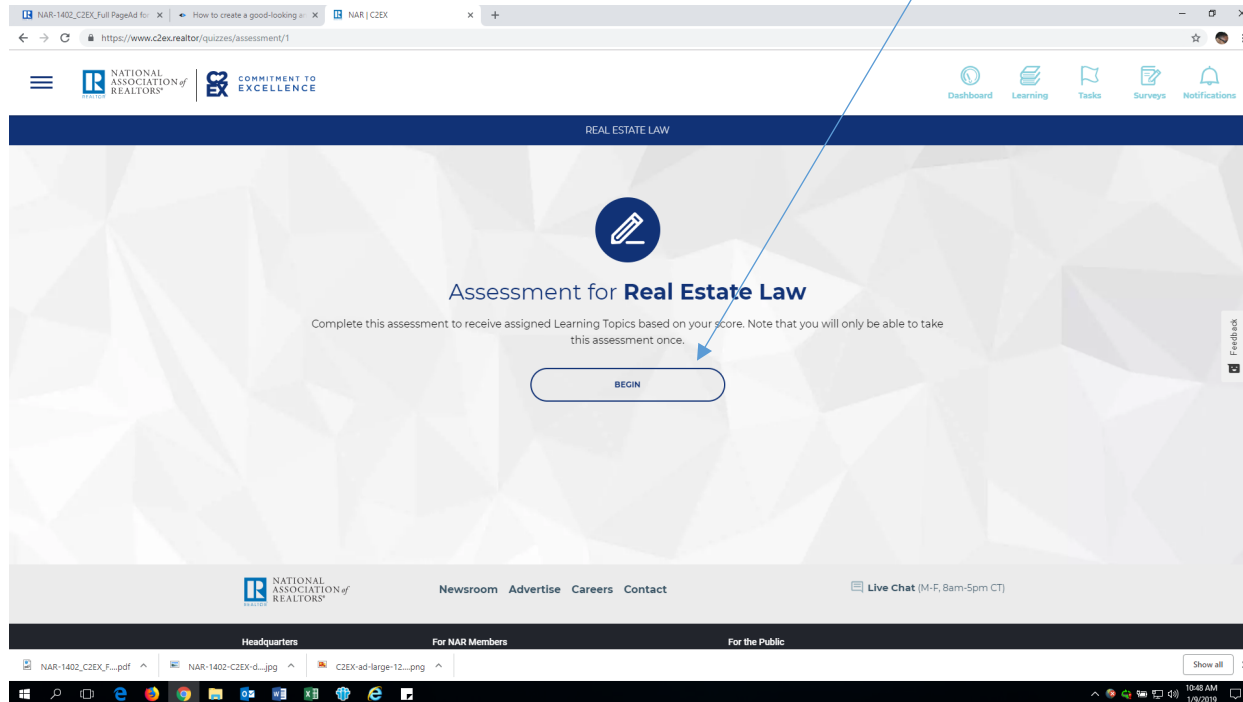 NAR-1402_C2EX_Full PageAd for
How to create a good-looking an
NAR | C2EX
https://www.c2ex.realtor/quizzes/assessment/1
NATIONAL
ASSOCIATION of
REALTORS®
REALTOR
C2EX
COMMITMENT TO
EXCELLENCE
Dashboard Learning Tasks Surveys Notifications
REAL ESTATE LAW
Assessment for Real Estate Law
Complete this assessment to receive assigned Learning Topics based on your score. Note that you will only be able to take
this assessment once.
BEGIN
Feedback
NATIONAL
ASSOCIATION of
REALTORS®
REALTOR
Newsroom Advertise Careers Contact
Live Chat (M-F, 8am-5pm CT)
Headquarters For NAR Members For the Public
NAR-1402_C2EX_F....pdf NAR-1402-C2EX-d....jpg C2EX-ad-large-12....png Show all
10:48 AM
1/9/2019